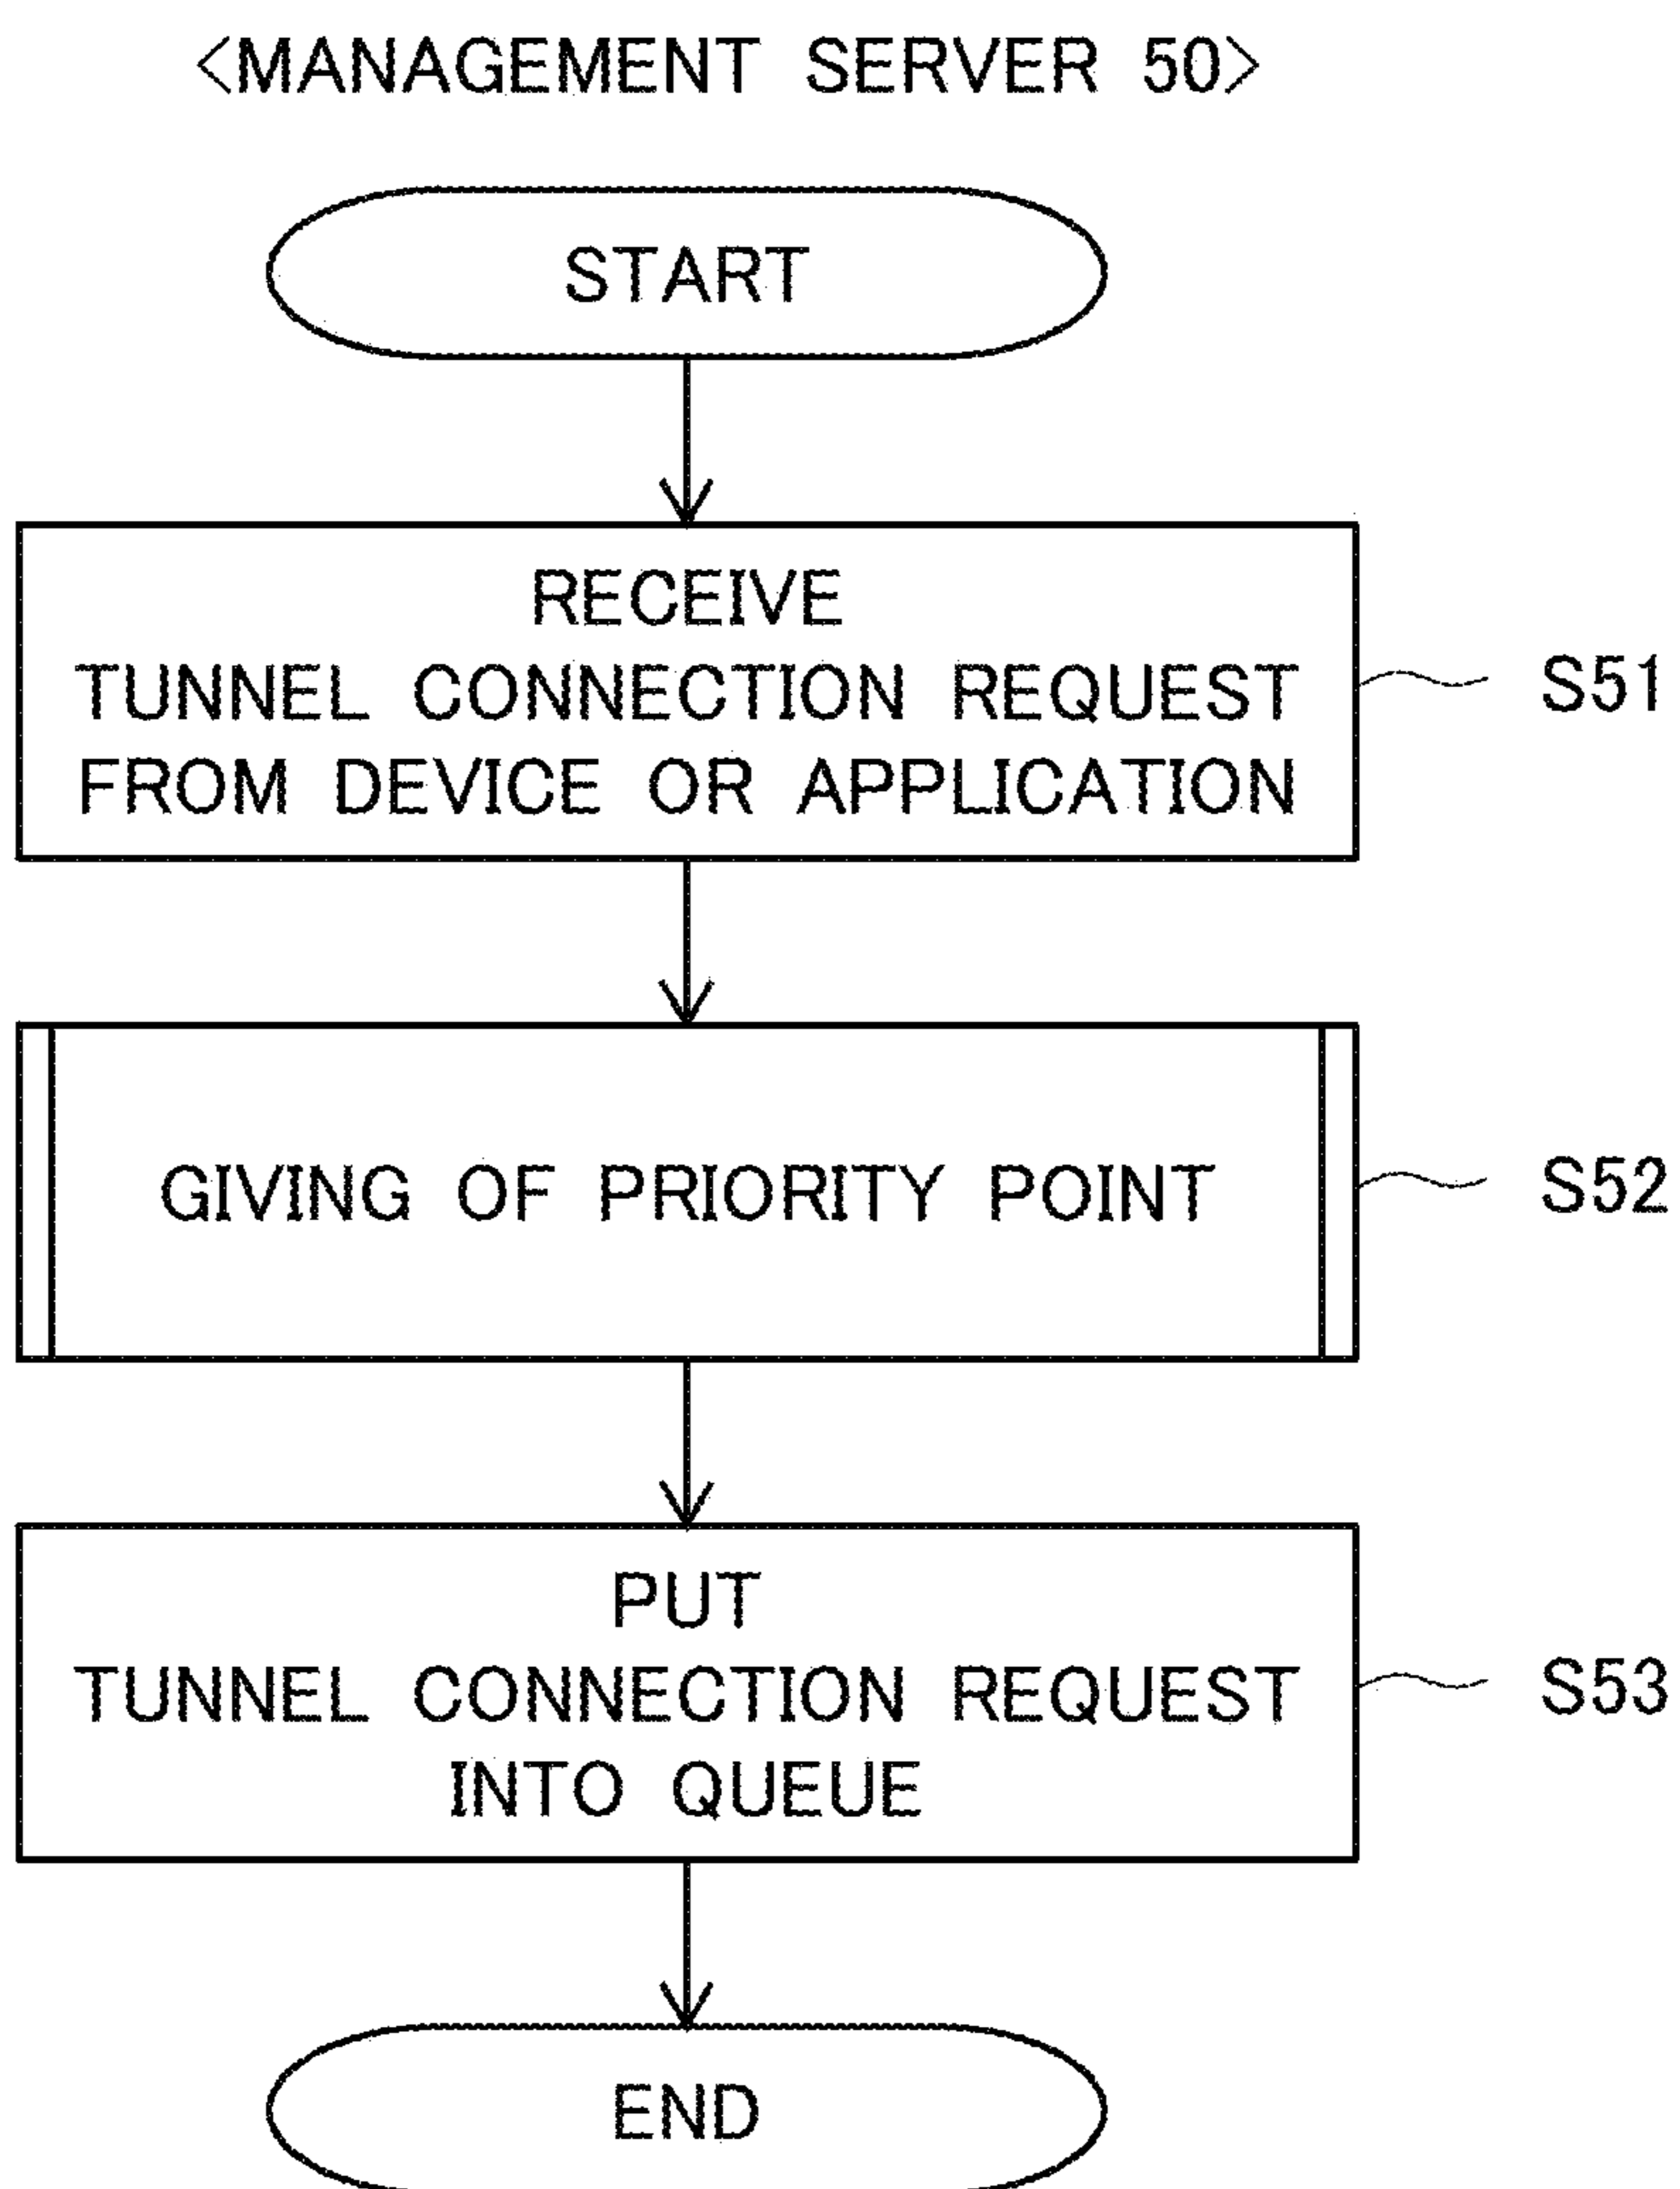 <MANAGEMENT SERVER 50>
START
RECEIVE
TUNNEL CONNECTION REQUEST
FROM DEVICE OR APPLICATION
S51
GIVING OF PRIORITY POINT
S52
PUT
TUNNEL CONNECTION REQUEST
INTO QUEUE
S53
END